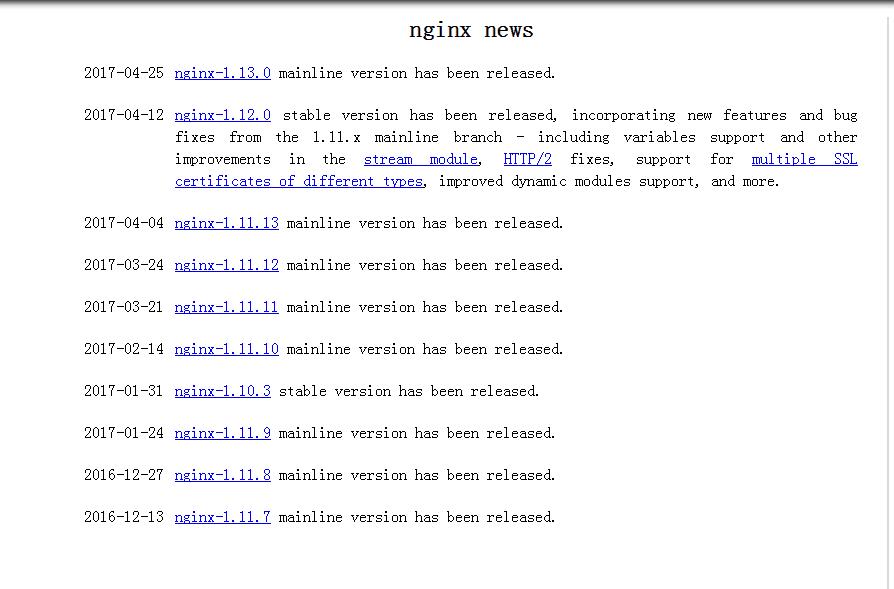 nginx news
2017-04-25 nginx-1.13.0 mainline version has been released.
2017-04-12 nginx-1.12.0 stable version has been released, incorporating new features and bug
fixes from the 1.11.x mainline branch - including variables support and other
improvements in the stream module, HTTP/2 fixes, support for multiple SSL
certificates of different types, improved dynamic modules support, and more.
2017-04-04 nginx-1.11.13 mainline version has been released.
2017-03-24 nginx-1.11.12 mainline version has been released.
2017-03-21 nginx-1.11.11 mainline version has been released.
2017-02-14 nginx-1.11.10 mainline version has been released.
2017-01-31 nginx-1.10.3 stable version has been released.
2017-01-24 nginx-1.11.9 mainline version has been released.
2016-12-27 nginx-1.11.8 mainline version has been released.
2016-12-13 nginx-1.11.7 mainline version has been released.